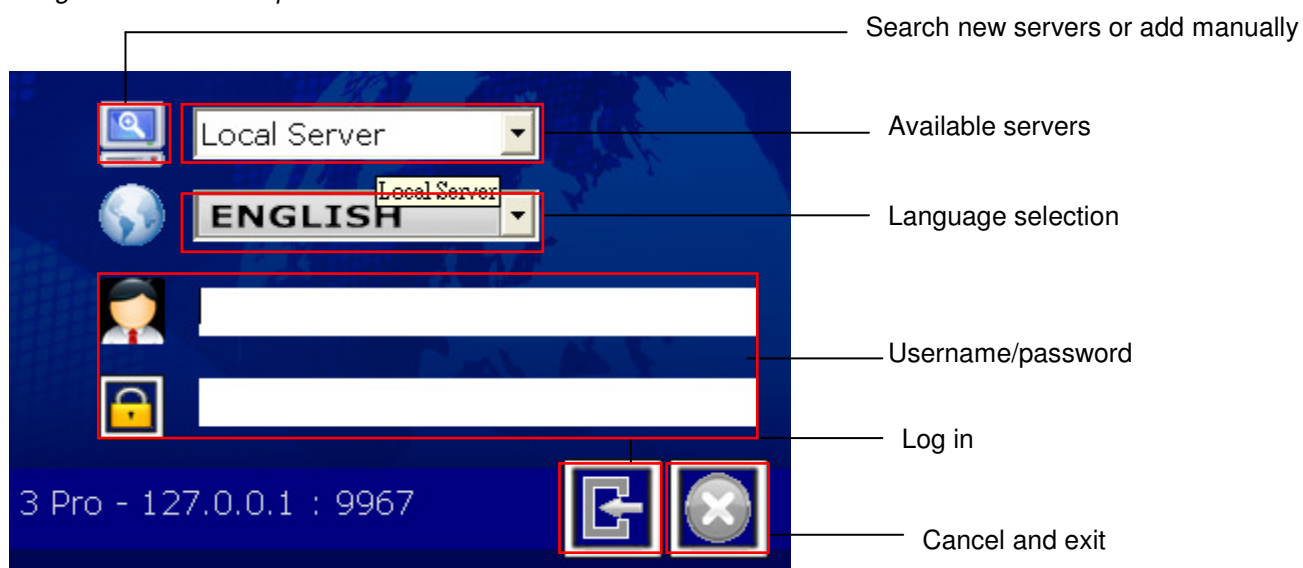 Search new servers or add manually
Local Server
Available servers
Local Server
ENGLISH
Language selection
Username/password
Log in
3 Pro - 127.0.0.1 : 9967
Cancel and exit